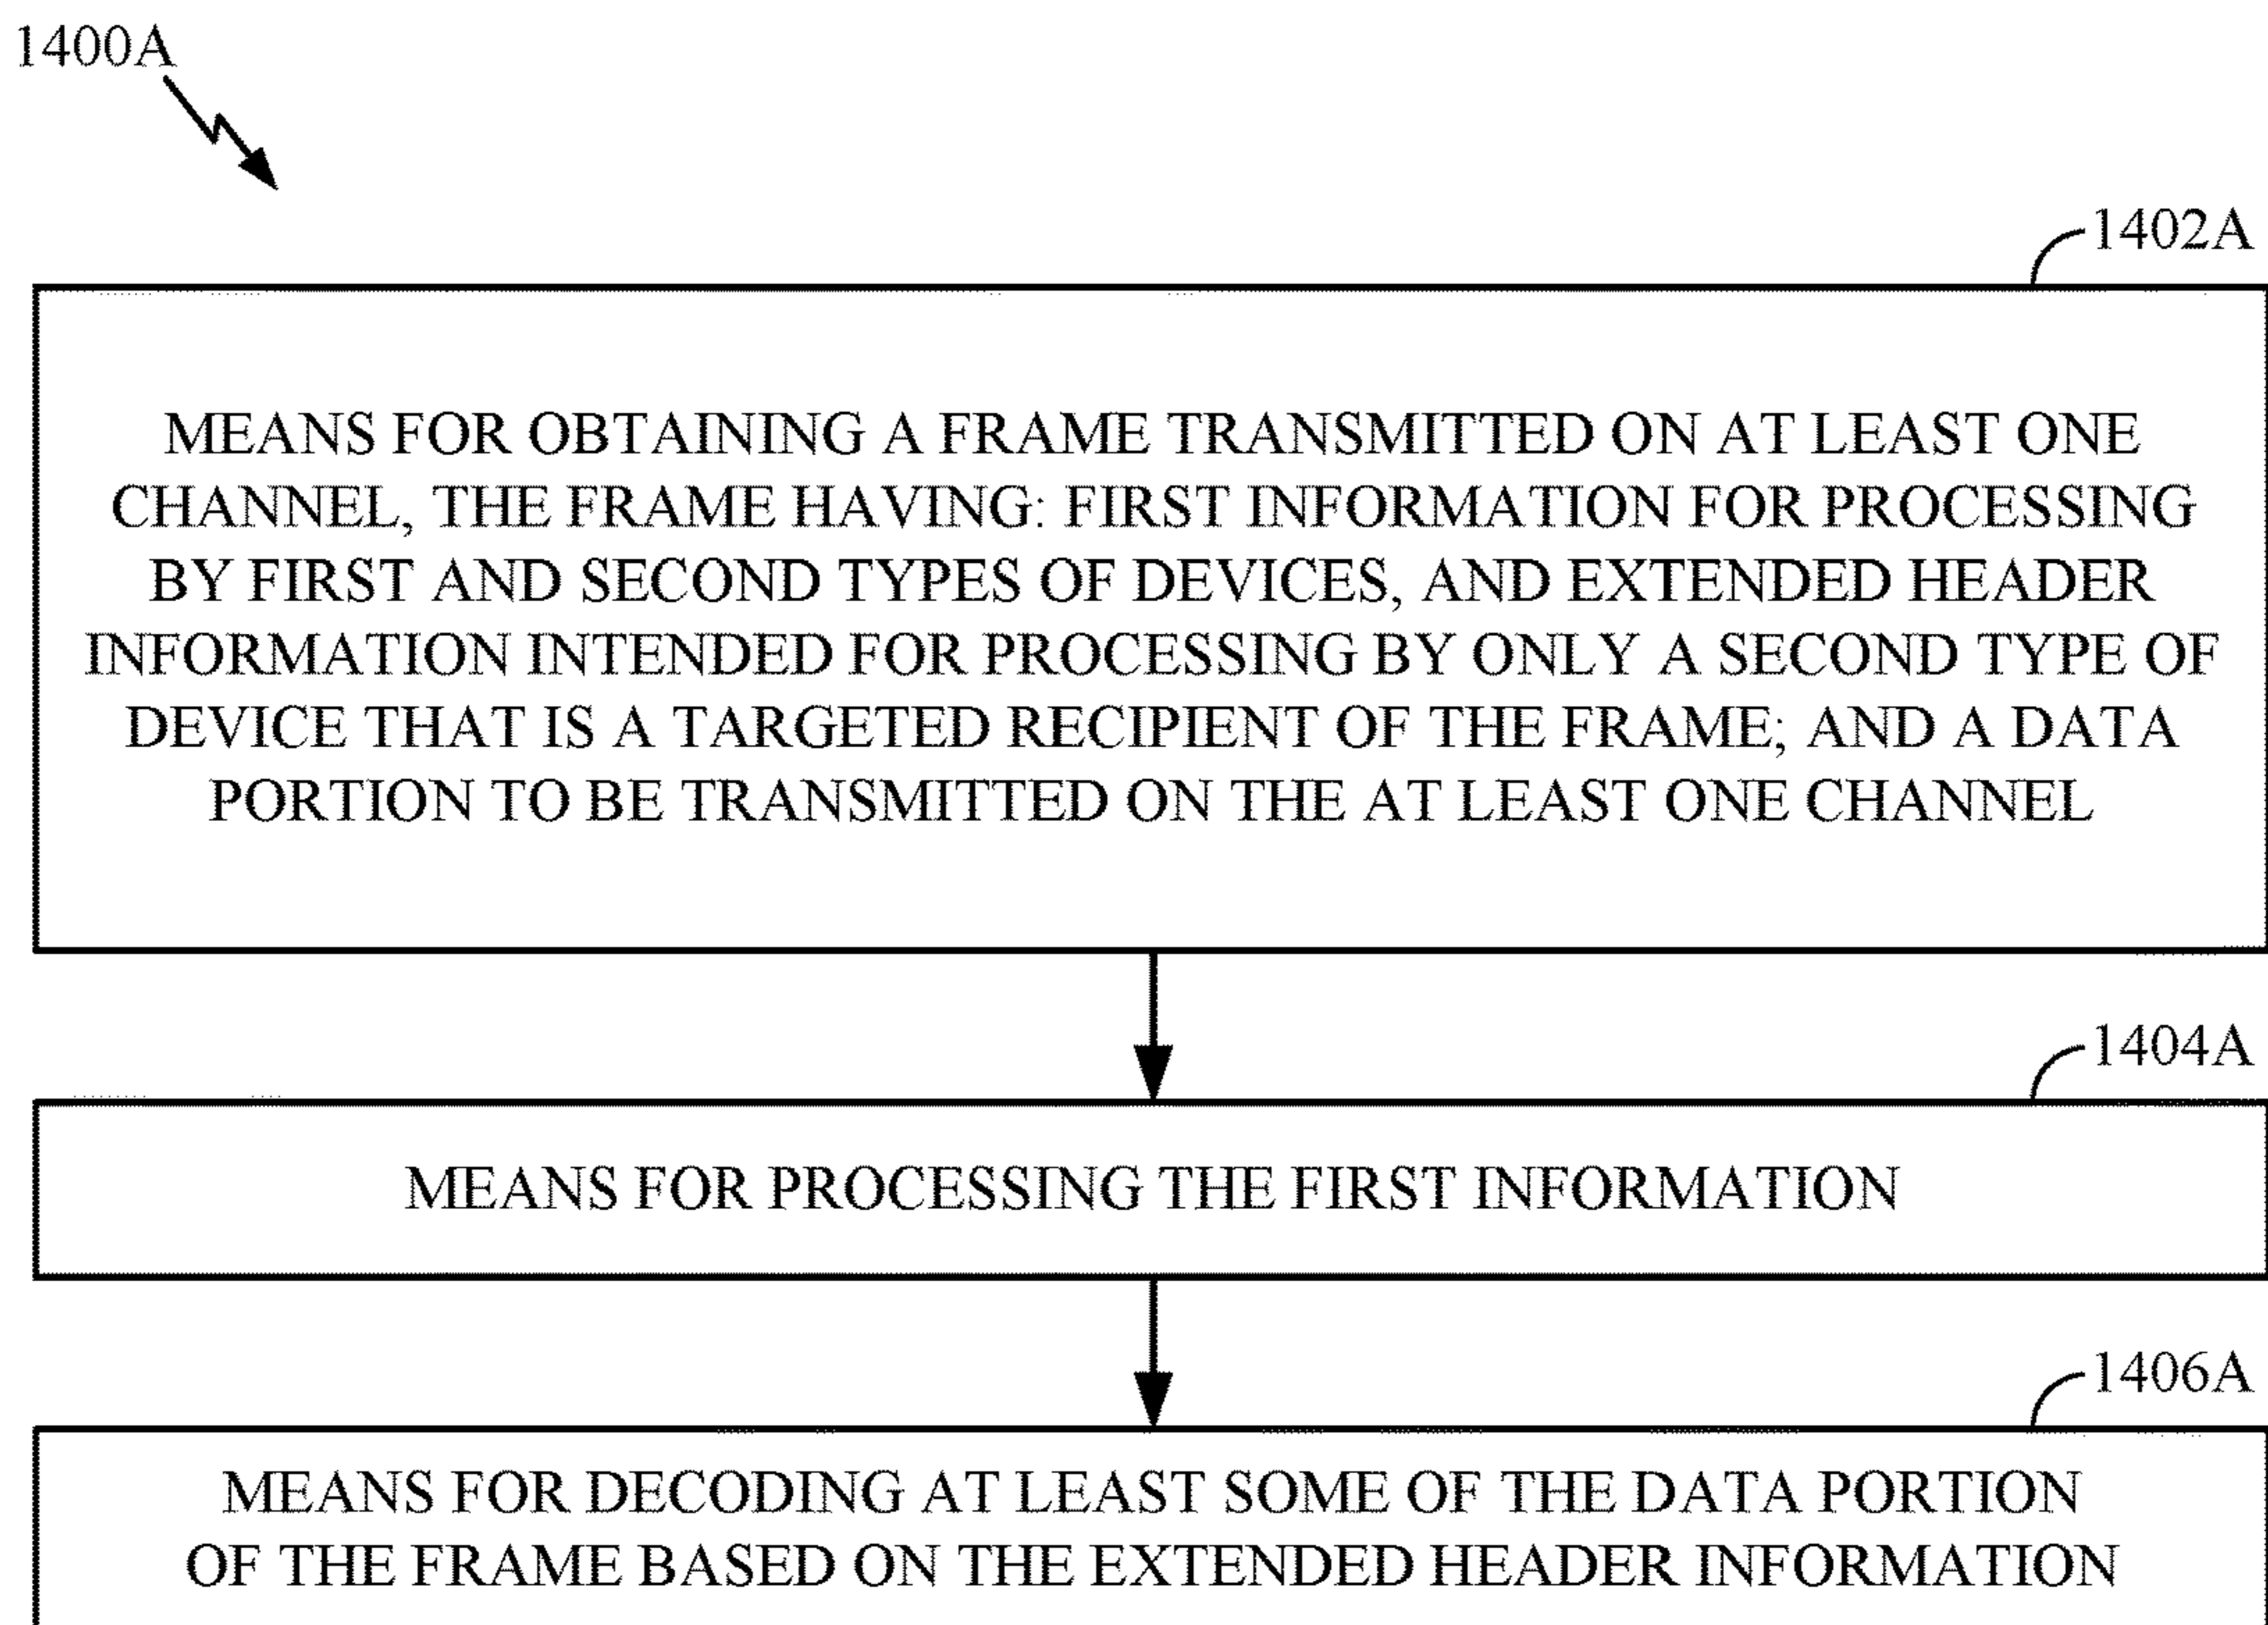 1400A
1402A
MEANS FOR OBTAINING A FRAME TRANSMITTED ON AT LEAST ONE
CHANNEL, THE FRAME HAVING: FIRST INFORMATION FOR PROCESSING
BY FIRST AND SECOND TYPES OF DEVICES, AND EXTENDED HEADER
INFORMATION INTENDED FOR PROCESSING BY ONLY A SECOND TYPE OF
DEVICE THAT IS A TARGETED RECIPIENT OF THE FRAME; AND A DATA
PORTION TO BE TRANSMITTED ON THE AT LEAST ONE CHANNEL
1404A
MEANS FOR PROCESSING THE FIRST INFORMATION
1406A
MEANS FOR DECODING AT LEAST SOME OF THE DATA PORTION
OF THE FRAME BASED ON THE EXTENDED HEADER INFORMATION